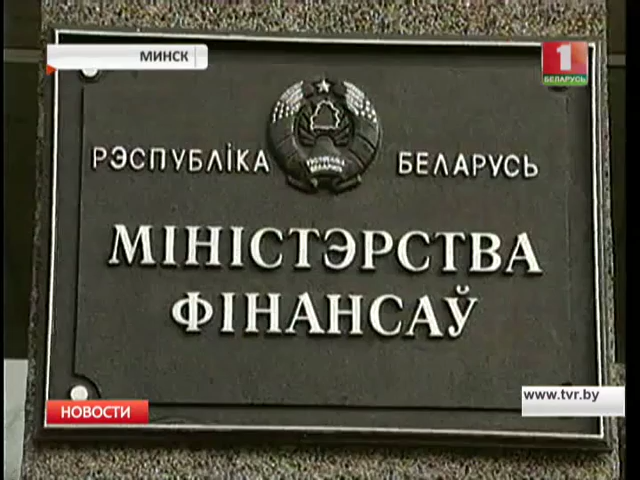 МИНСК
1
БЕЛАРУСЬ
РЭСПУБЛІКА БЕЛАРУСЬ
МІНІСТЭРСТВА
ФІНАНСАЎ
www.tvr.by
НОВОСТИ